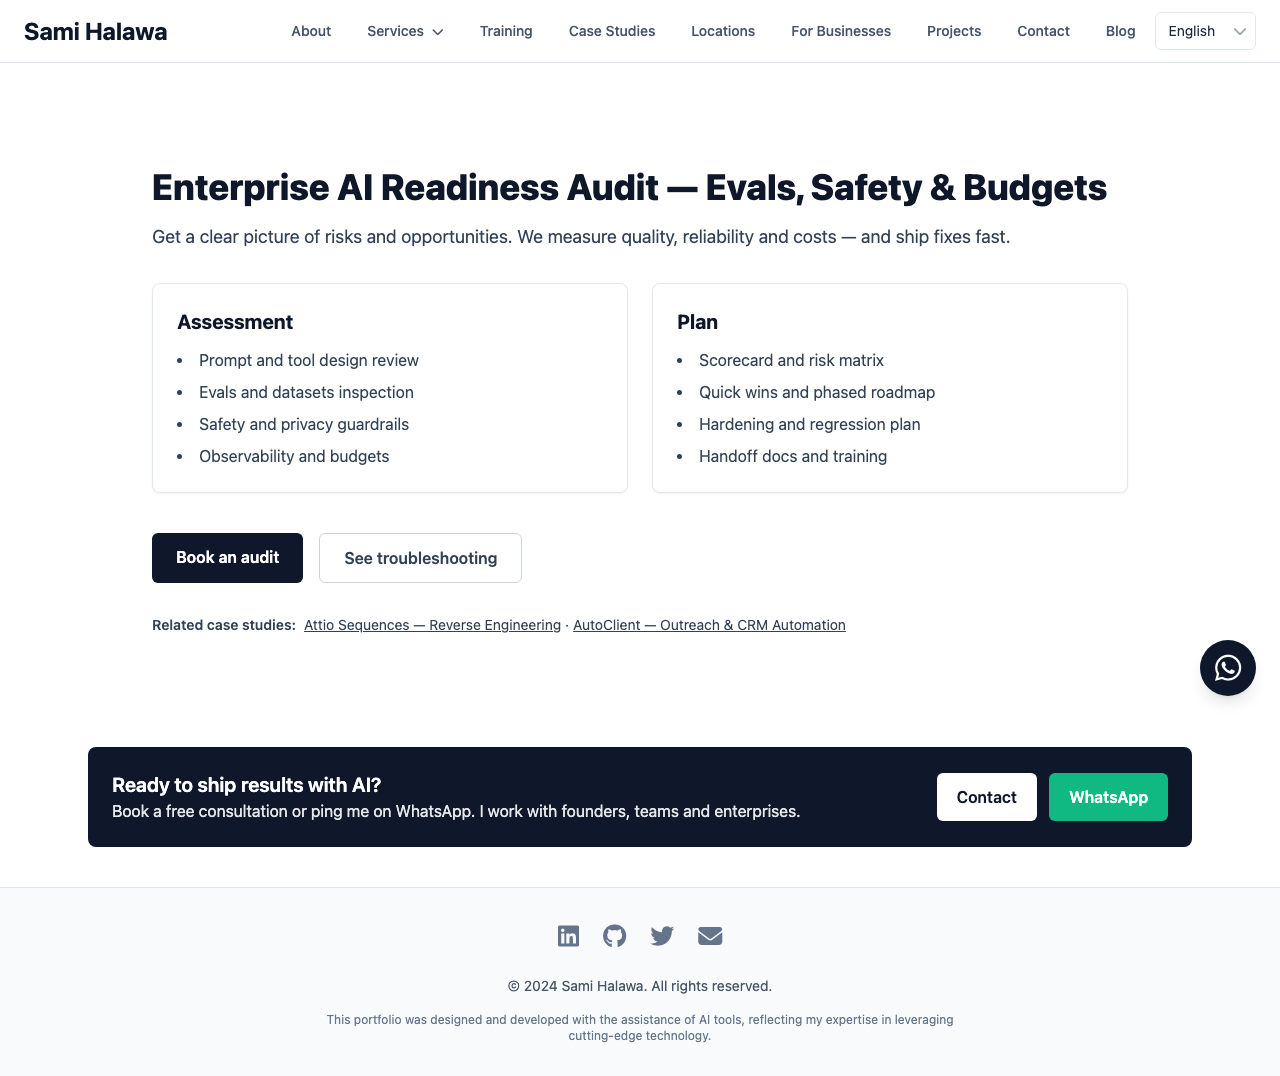 Sami Halawa
About
Services
Training
Case Studies
Locations
For Businesses
Projects
Contact
Blog
English
Enterprise AI Readiness Audit — Evals, Safety & Budgets
Get a clear picture of risks and opportunities. We measure quality, reliability and costs — and ship fixes fast.
Assessment
• Prompt and tool design review
• Evals and datasets inspection
• Safety and privacy guardrails
• Observability and budgets
Plan
• Scorecard and risk matrix
• Quick wins and phased roadmap
• Hardening and regression plan
• Handoff docs and training
Book an audit
See troubleshooting
Related case studies: Attio Sequences — Reverse Engineering · AutoClient — Outreach & CRM Automation
Ready to ship results with AI?
Book a free consultation or ping me on WhatsApp. I work with founders, teams and enterprises.
Contact
WhatsApp
© 2024 Sami Halawa. All rights reserved.
This portfolio was designed and developed with the assistance of AI tools, reflecting my expertise in leveraging
cutting-edge technology.